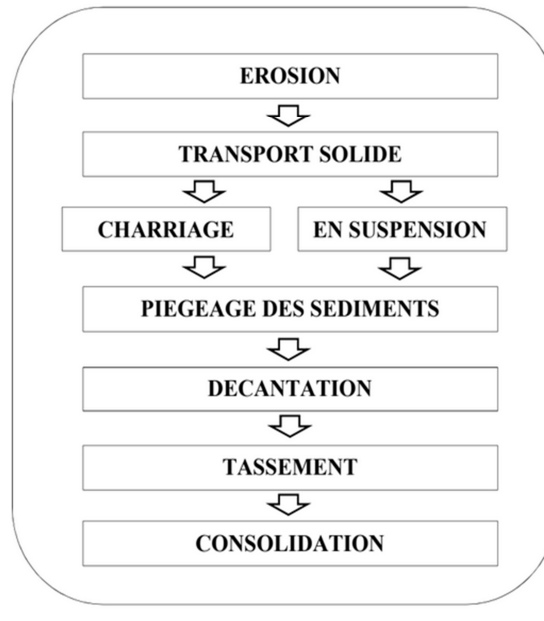 EROSION
TRANSPORT SOLIDE
CHARRIAGE
EN SUSPENSION
PIEGEAGE DES SEDIMENTS
DECANTATION
TASSEMENT
CONSOLIDATION